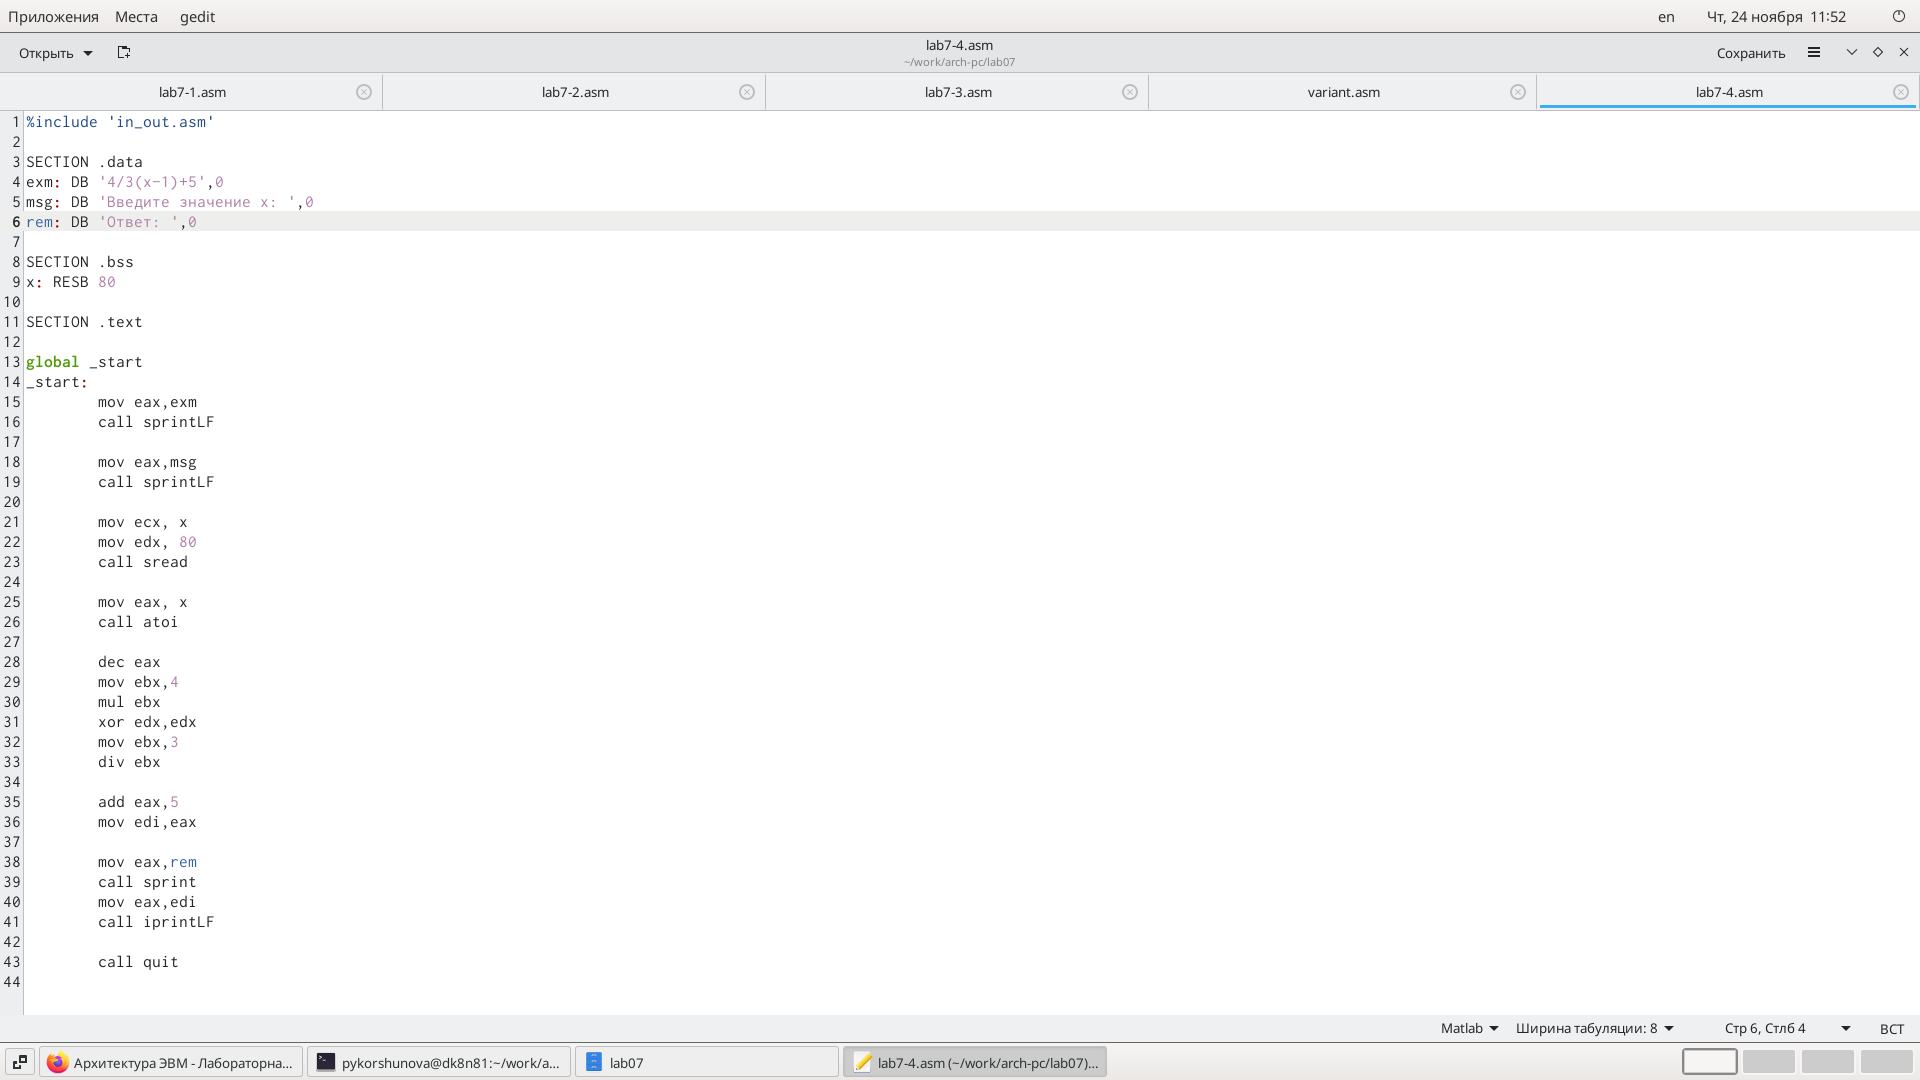 Приложения Места gedit en Чт, 24 ноября 11:52
Открыть lab7-4.asm Сохранить
~/work/arch-pc/lab07
lab7-1.asm lab7-2.asm lab7-3.asm variant.asm lab7-4.asm
1 %include 'in_out.asm'
2
3 SECTION .data
4 exm: DB '4/3(x-1)+5',0
5 msg: DB 'Введите значение x: ',0
6 rem: DB 'Ответ: ',0
7
8 SECTION .bss
9 x: RESB 80
10
11 SECTION .text
12
13 global _start
14 _start:
15 mov eax,exm
16 call sprintLF
17
18 mov eax,msg
19 call sprintLF
20
21 mov ecx, x
22 mov edx, 80
23 call sread
24
25 mov eax, x
26 call atoi
27
28 dec eax
29 mov ebx,4
30 mul ebx
31 xor edx,edx
32 mov ebx,3
33 div ebx
34
35 add eax,5
36 mov edi,eax
37
38 mov eax,rem
39 call sprint
40 mov eax,edi
41 call iprintLF
42
43 call quit
44
Matlab Ширина табуляции: 8 Стр 6, Стлб 4 ВСТ
Архитектура ЭВМ - Лабораторна... pykorshunova@dk8n81:~/work/a... lab07 lab7-4.asm (~/work/arch-pc/lab07)...